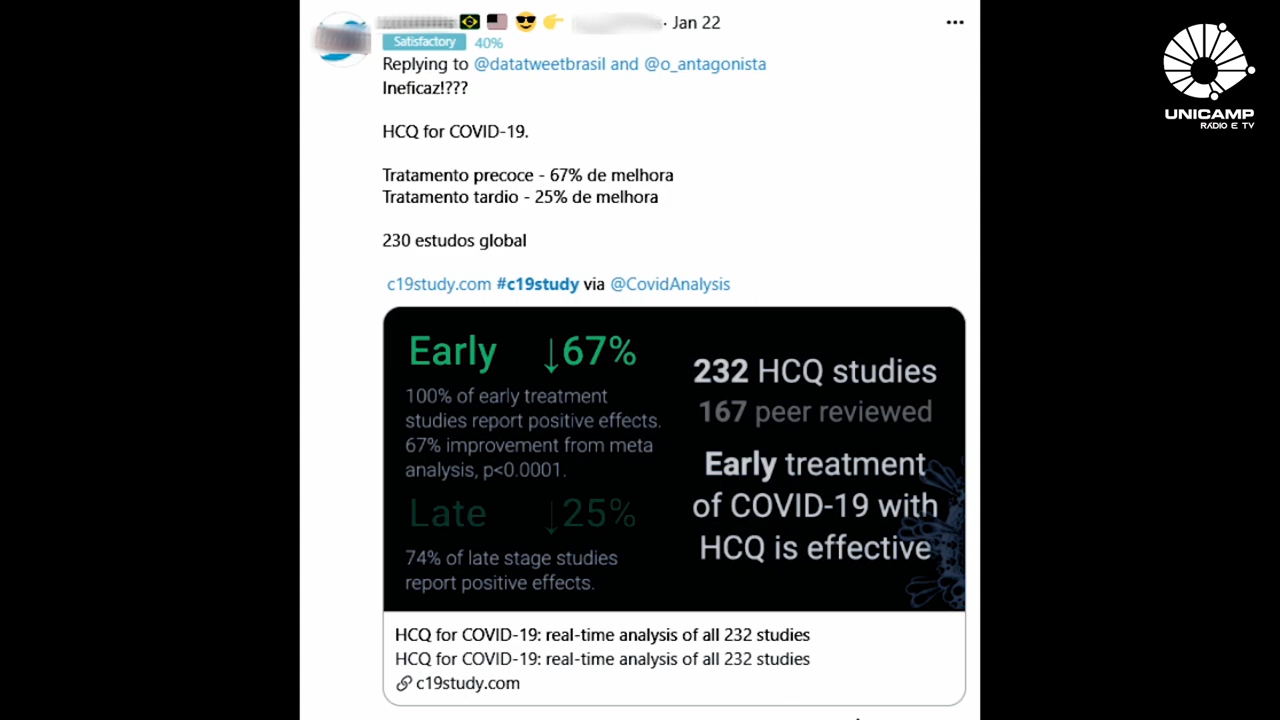 · Jan 22
Satisfactory 40%
Replying to @datatweetbrasil and @o_antagonista
Ineficaz!???
HCQ for COVID-19.
Tratamento precoce - 67% de melhora
Tratamento tardio - 25% de melhora
230 estudos global
c19study.com #c19study via @CovidAnalysis
Early ↓67%
100% of early treatment
studies report positive effects.
67% improvement from meta
analysis, p<0.0001.
Late ↓25%
74% of late stage studies
report positive effects.
232 HCQ studies
167 peer reviewed
Early treatment
of COVID-19 with
HCQ is effective
HCQ for COVID-19: real-time analysis of all 232 studies
HCQ for COVID-19: real-time analysis of all 232 studies
c19study.com
UNICAMP
RÁDIO E TV